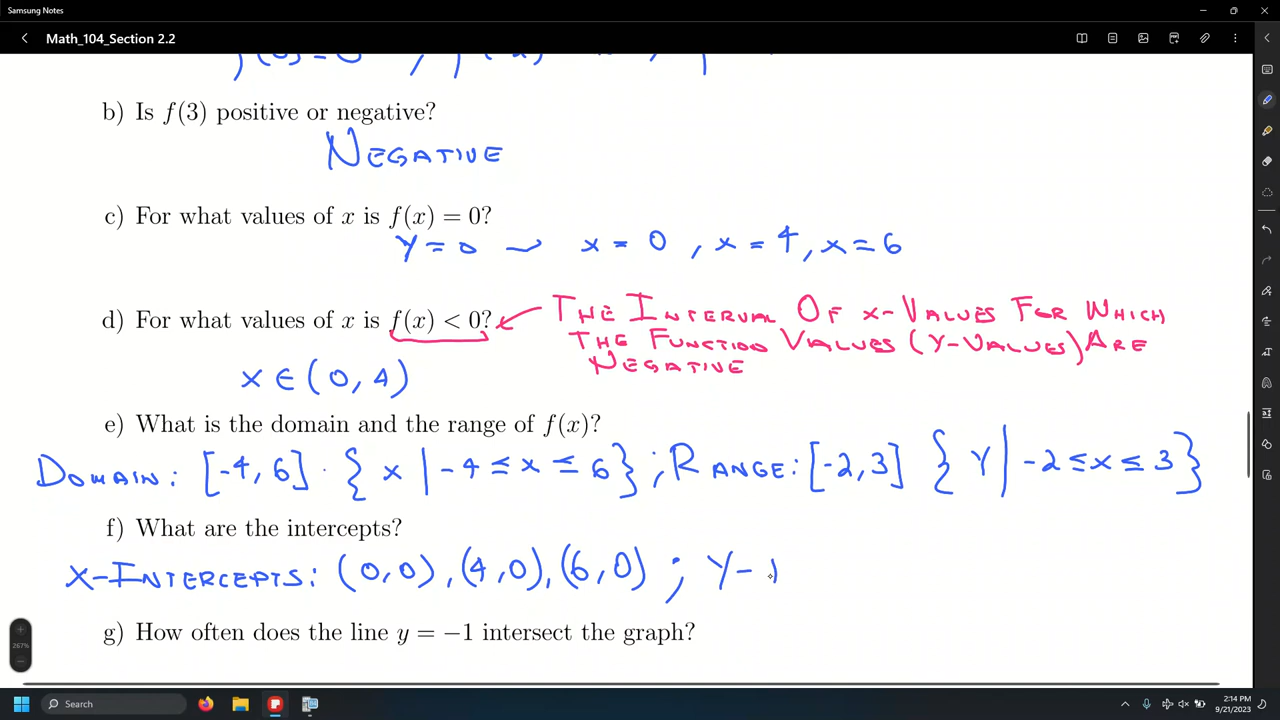 Samsung Notes
Math_104_Section 2.2
b) Is f(3) positive or negative?
NEGATIVE
c) For what values of x is f(x) = 0?
Y = 0 → x = 0 , x = 4, x = 6
d) For what values of x is f(x) < 0?
THE INTERVAL OF x-VALUES FOR WHICH
THE FUNCTION VALUES (Y-VALUES) ARE
NEGATIVE
X ∈ (0, 4)
e) What is the domain and the range of f(x)?
DOMAIN: [-4, 6] · { x | -4 ≤ x ≤ 6 } ; RANGE: [-2, 3] { Y | -2 ≤ x ≤ 3 }
f) What are the intercepts?
X-INTERCEPTS: (0,0), (4,0), (6,0) ; Y-I
g) How often does the line y = −1 intersect the graph?
267%
Search
2:14 PM
9/21/2023